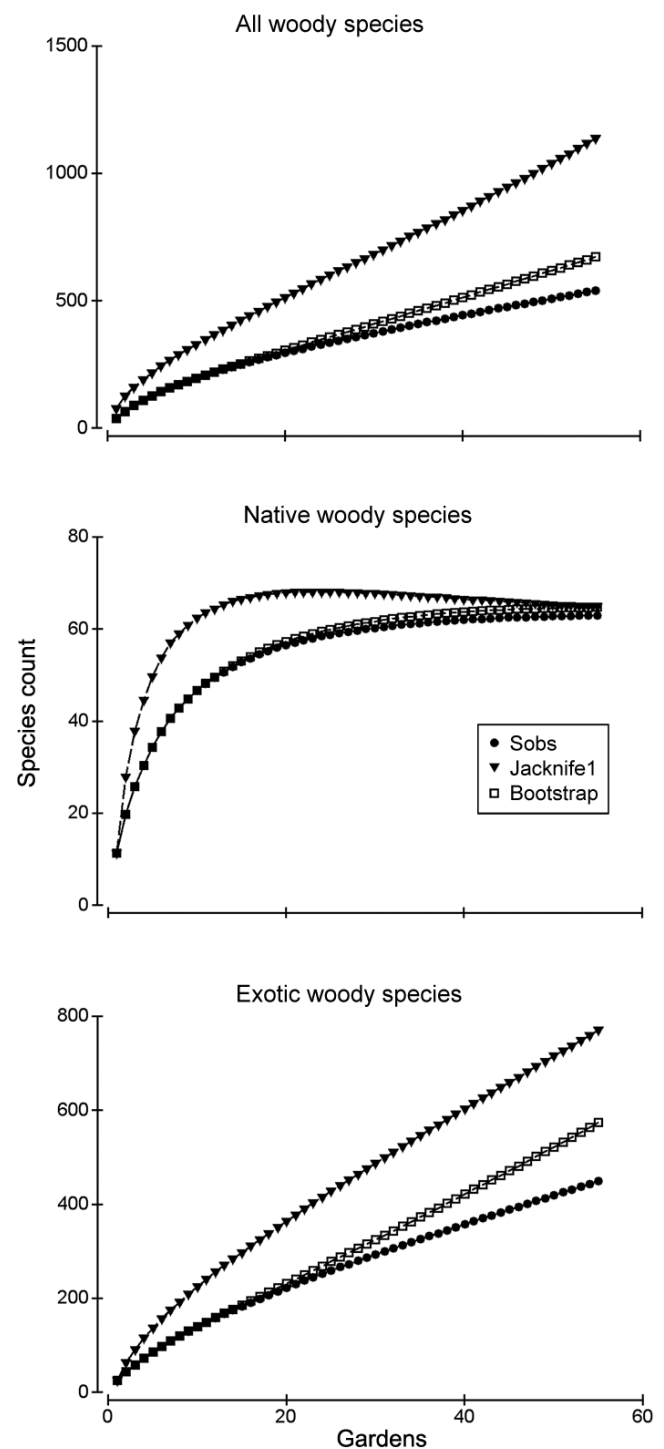 All woody species
1500
1000
500
0
Native woody species
80
60
40
20
0
Species count
Sobs
Jacknife1
Bootstrap
Exotic woody species
800
600
400
200
0
0 20 40 60
Gardens